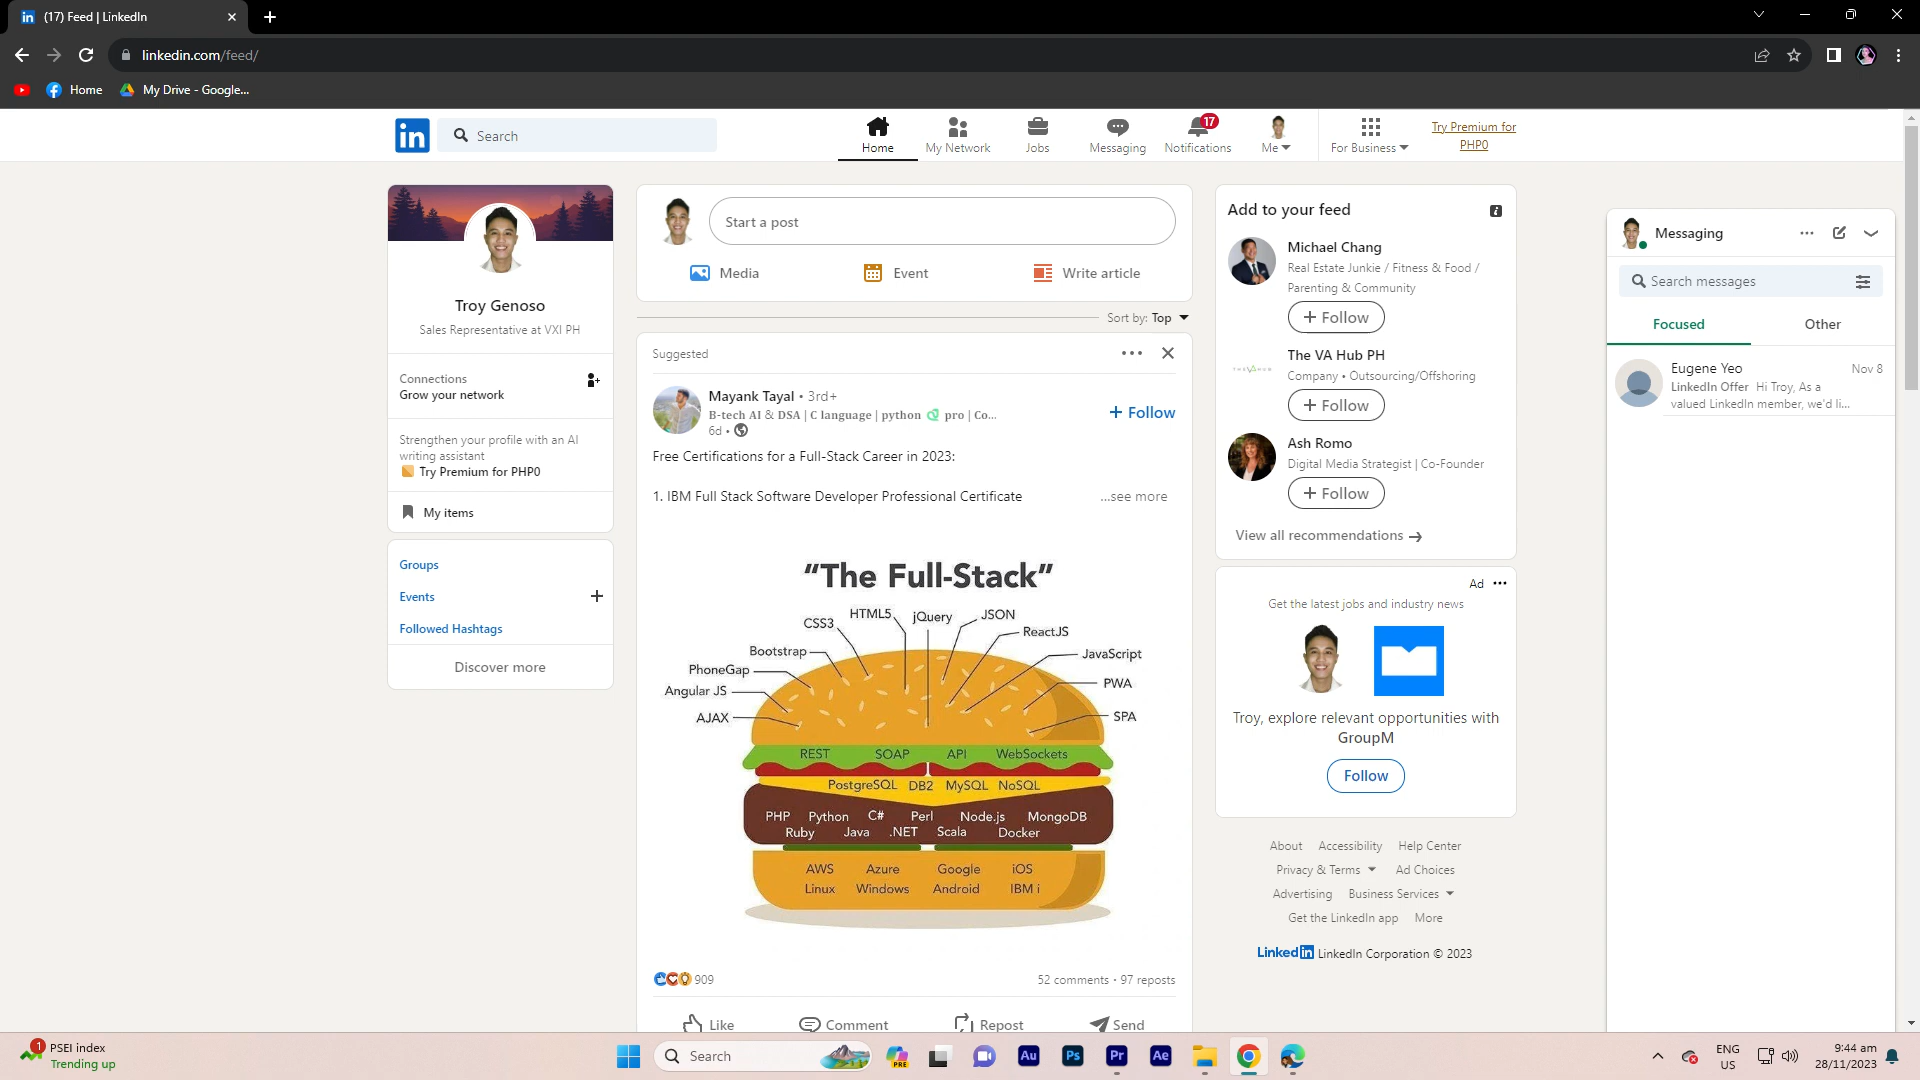 (17) Feed | LinkedIn
linkedin.com/feed/
Home
My Drive - Google...
in
Search
Home
My Network
Jobs
Messaging
17
Notifications
Me
For Business
Try Premium for
PHP0
Troy Genoso
Sales Representative at VXI PH
Connections
Grow your network
Strengthen your profile with an AI
writing assistant
Try Premium for PHP0
My items
Groups
Events
Followed Hashtags
Discover more
Start a post
Media
Event
Write article
Sort by: Top
Suggested
Mayank Tayal • 3rd+
B-tech AI & DSA | C language | python pro | Co...
6d •
+ Follow
Free Certifications for a Full-Stack Career in 2023:
1. IBM Full Stack Software Developer Professional Certificate
...see more
“The Full-Stack”
HTML5
jQuery
JSON
CSS3
ReactJS
Bootstrap
JavaScript
PhoneGap
PWA
Angular JS
AJAX
SPA
REST SOAP API WebSockets
PostgreSQL DB2 MySQL NoSQL
PHP Python C# Perl Node.js MongoDB
Ruby Java .NET Scala Docker
AWS Azure Google iOS
Linux Windows Android IBM i
909
52 comments • 97 reposts
Like
Comment
Repost
Send
Add to your feed
Michael Chang
Real Estate Junkie / Fitness & Food /
Parenting & Community
+ Follow
The VA Hub PH
Company • Outsourcing/Offshoring
+ Follow
Ash Romo
Digital Media Strategist | Co-Founder
+ Follow
View all recommendations →
Ad
Get the latest jobs and industry news
Troy, explore relevant opportunities with
GroupM
Follow
About Accessibility Help Center
Privacy & Terms Ad Choices
Advertising Business Services
Get the LinkedIn app More
LinkedIn LinkedIn Corporation © 2023
Messaging
Search messages
Focused
Other
Eugene Yeo
Nov 8
LinkedIn Offer Hi Troy, As a
valued LinkedIn member, we'd li...
1
PSEI index
Trending up
Search
PRE
Au
Ps
Pr
Ae
ENG
US
9:44 am
28/11/2023